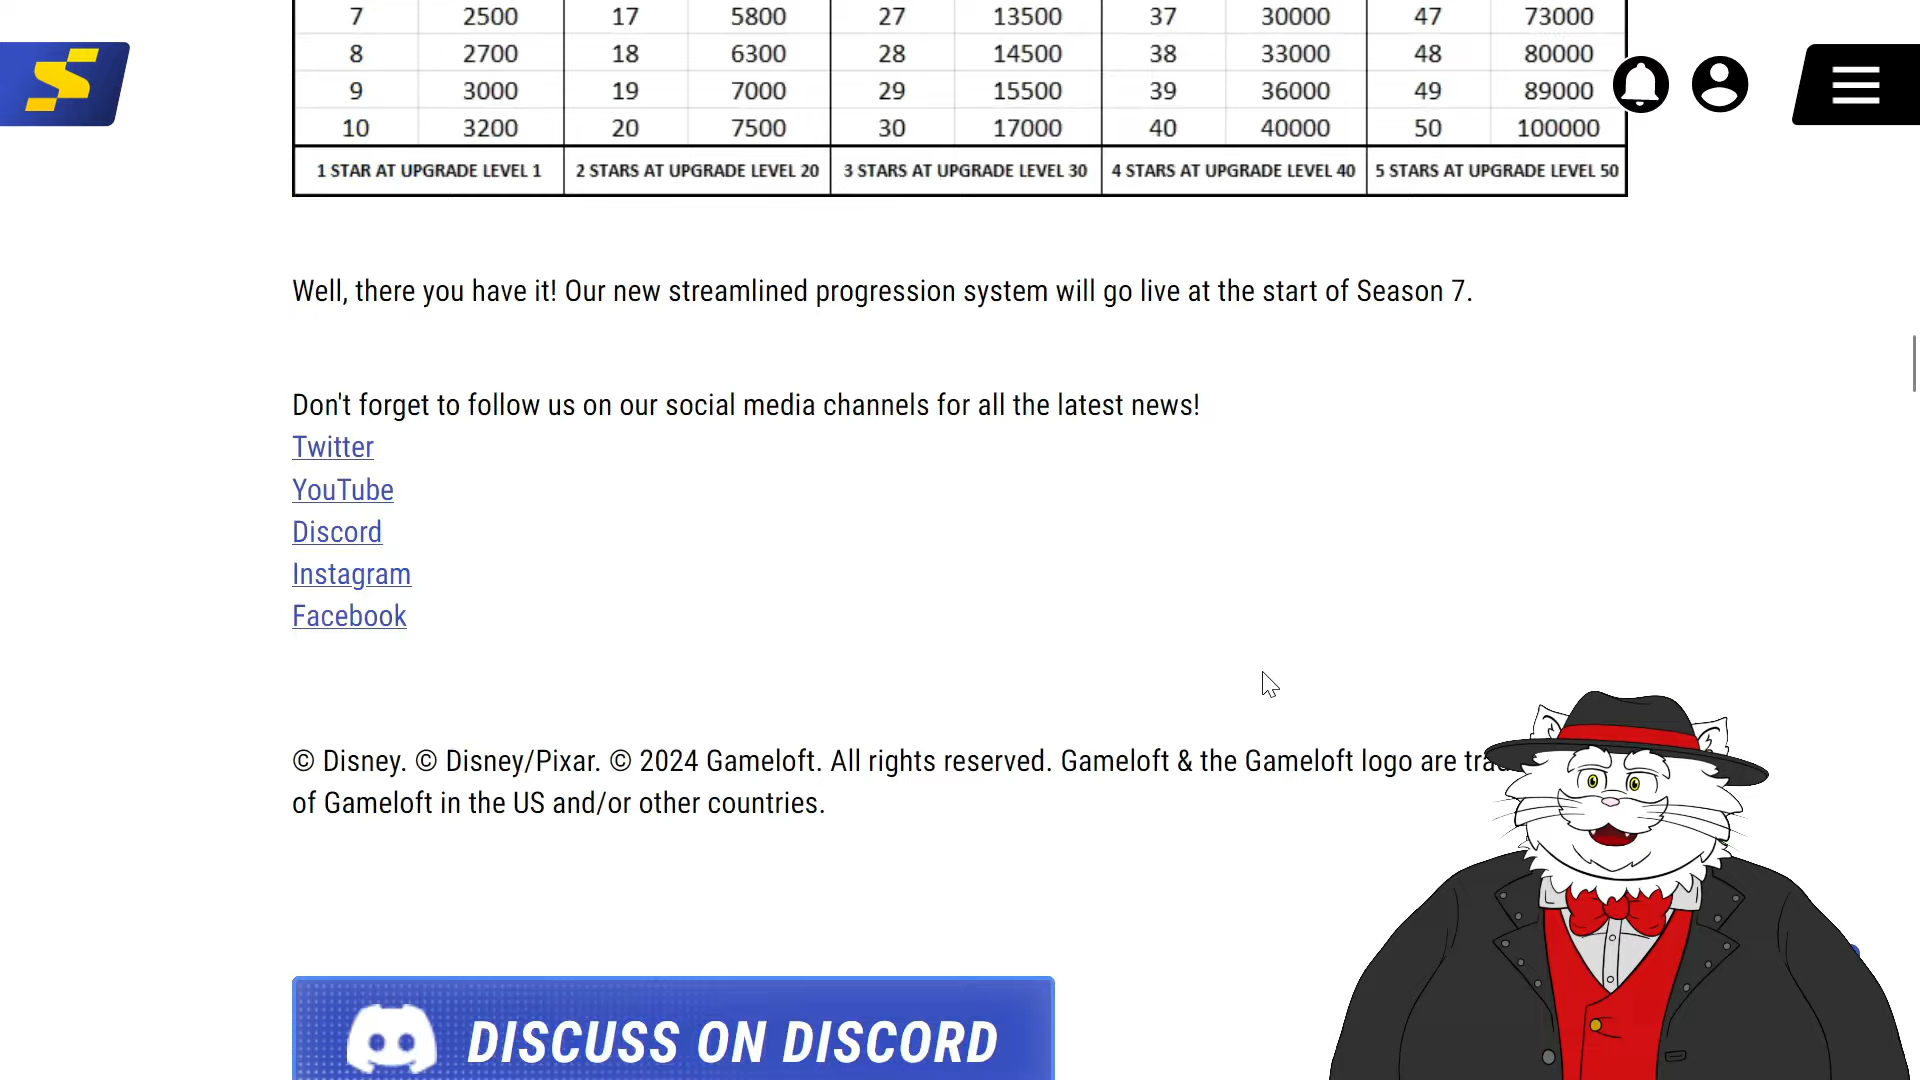 7 2500 17 5800 27 13500 37 30000 47 73000
8 2700 18 6300 28 14500 38 33000 48 80000
9 3000 19 7000 29 15500 39 36000 49 89000
10 3200 20 7500 30 17000 40 40000 50 100000
1 STAR AT UPGRADE LEVEL 1 2 STARS AT UPGRADE LEVEL 20 3 STARS AT UPGRADE LEVEL 30 4 STARS AT UPGRADE LEVEL 40 5 STARS AT UPGRADE LEVEL 50
Well, there you have it! Our new streamlined progression system will go live at the start of Season 7.
Don't forget to follow us on our social media channels for all the latest news!
Twitter
YouTube
Discord
Instagram
Facebook
© Disney. © Disney/Pixar. © 2024 Gameloft. All rights reserved. Gameloft & the Gameloft logo are
of Gameloft in the US and/or other countries.
DISCUSS ON DISCORD